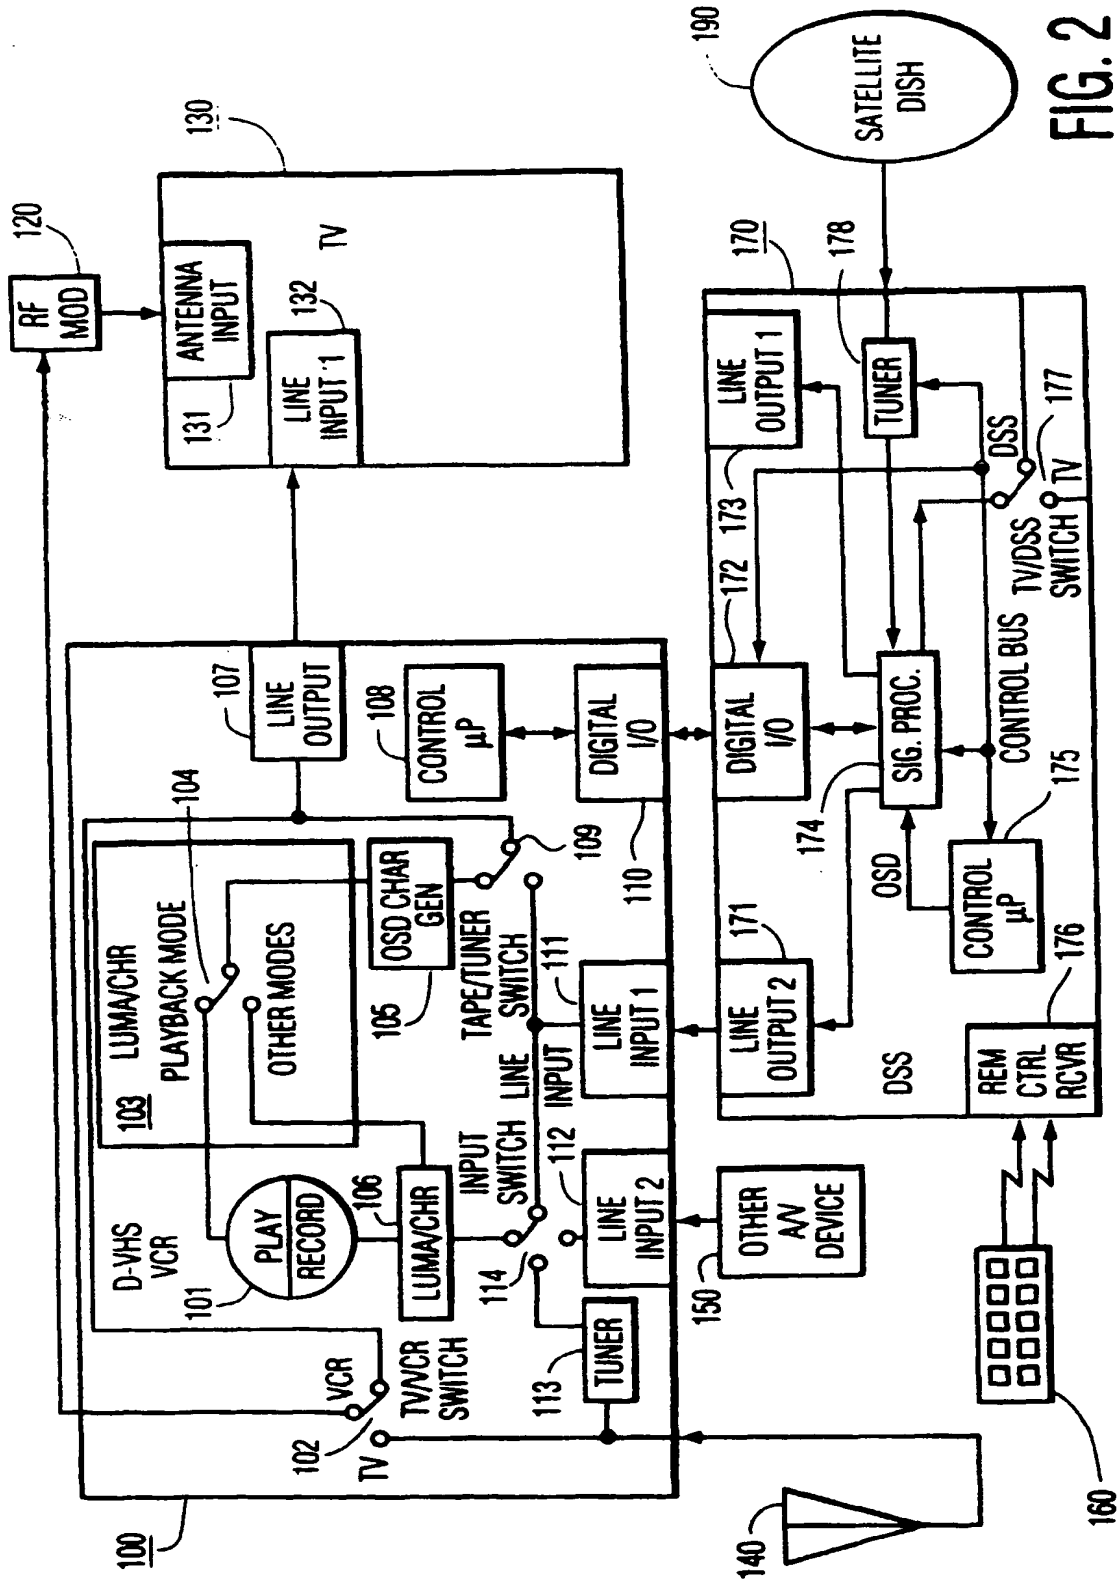 100
D-VHS
VCR
101
PLAY
RECORD
102
VCR
TV
TV/VCR
SWITCH
103
LUMA/CHR
PLAYBACK MODE
104
OTHER MODES
OSD CHAR
GEN
105
106
LUMA/CHR
107
LINE
OUTPUT
108
CONTROL
µP
TAPE/TUNER
SWITCH
109
DIGITAL
I/O
110
INPUT
SWITCH
LINE
INPUT
111
LINE
INPUT 1
112
LINE
INPUT 2
113
TUNER
114
RF
MOD
120
130
TV
ANTENNA
INPUT
131
132
LINE
INPUT 1
140
150
OTHER
A/V
DEVICE
160
170
DSS
171
LINE
OUTPUT 2
172
DIGITAL
I/O
173
LINE
OUTPUT 1
174
SIG. PROC.
OSD
175
CONTROL
µP
CONTROL BUS
176
REM
CTRL
RCVR
TV/DSS
SWITCH
177
DSS
TV
178
TUNER
190
SATELLITE
DISH
FIG. 2